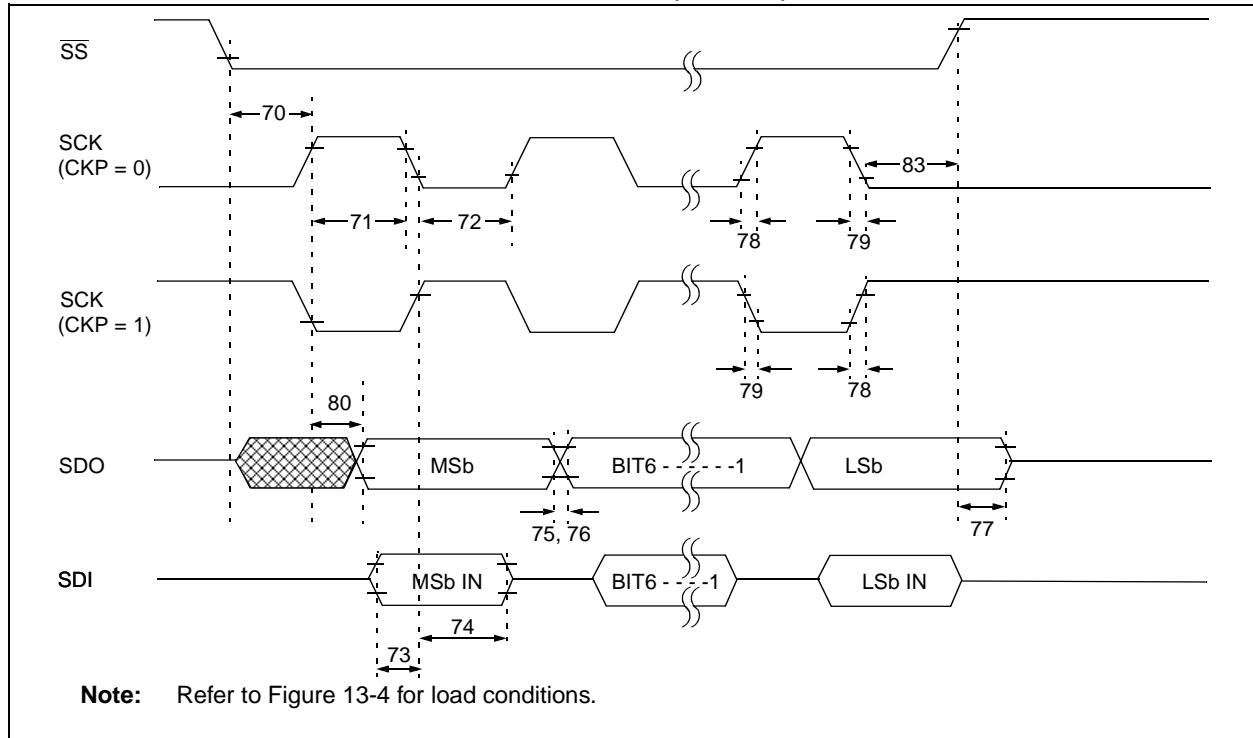 SS
70
SCK
(CKP = 0)
71
72
78
79
83
SCK
(CKP = 1)
79
78
80
SDO
MSb
BIT6 - - - - - -1
LSb
75, 76
77
SDI
MSb IN
BIT6 - - - - -1
LSb IN
74
73
Note: Refer to Figure 13-4 for load conditions.